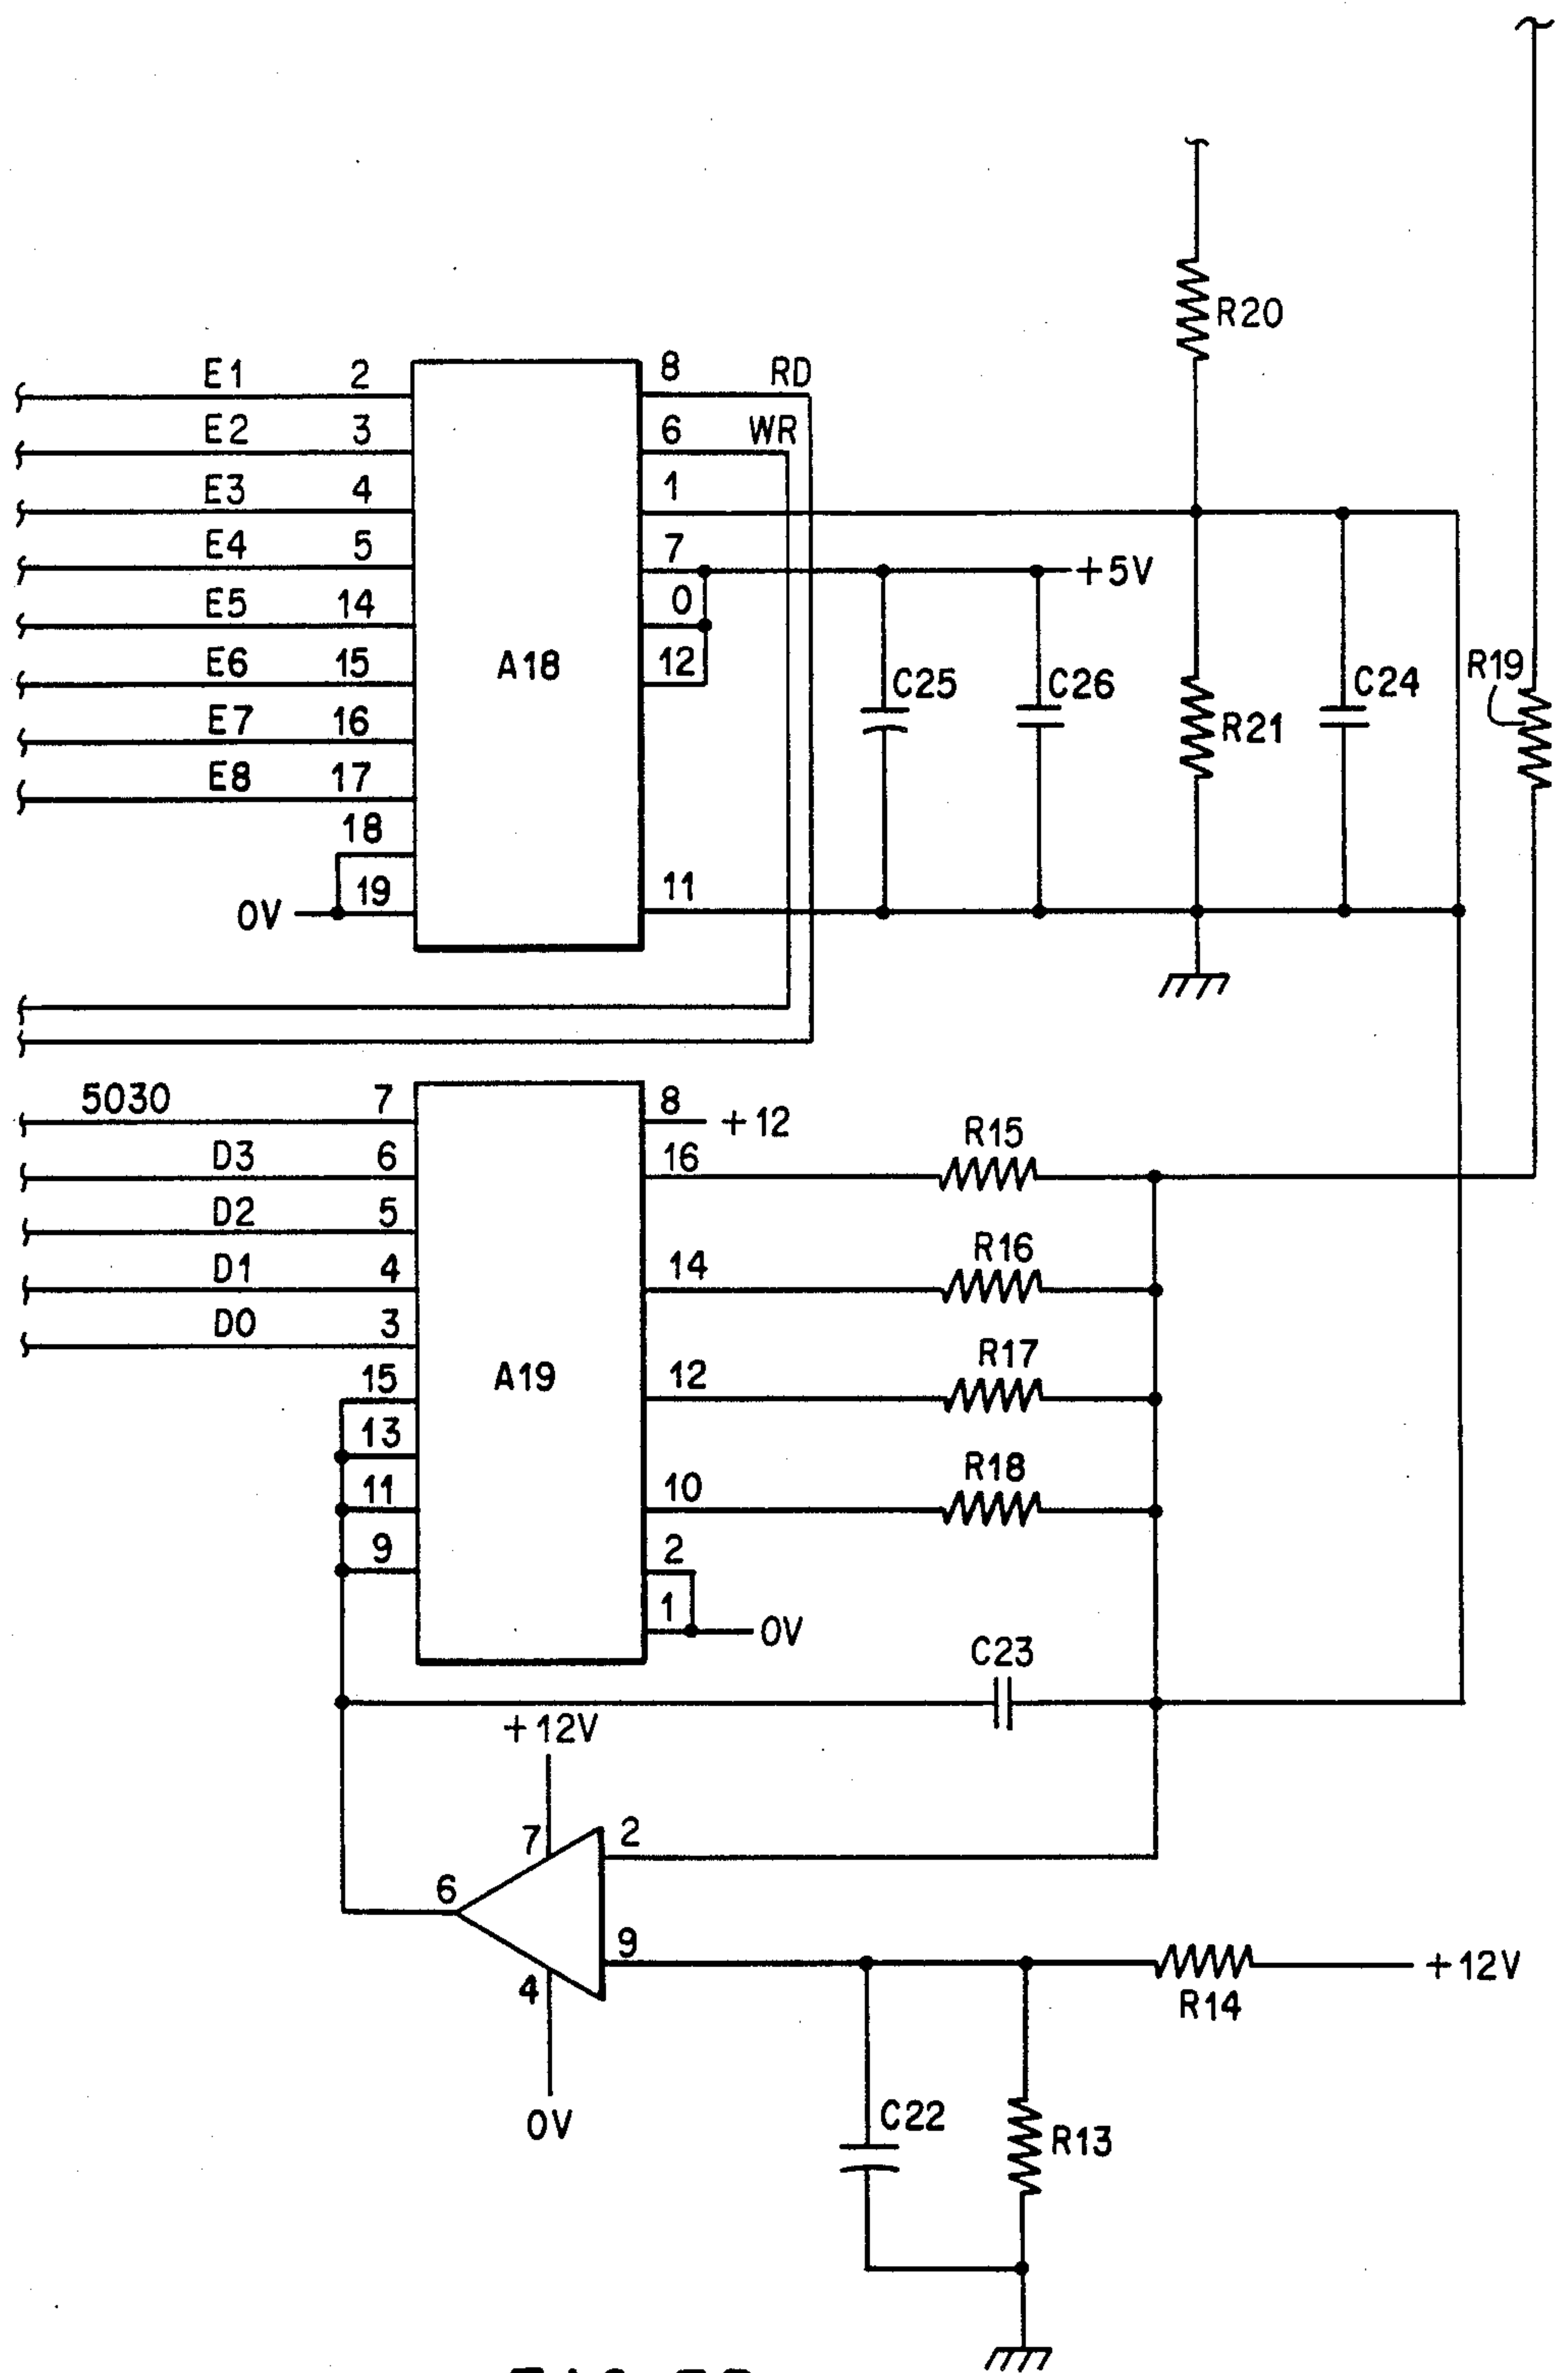 R20
E1 2 8 RD
E2 3 6 WR
E3 4 1
E4 5 7 +5V
E5 14 0
E6 15 A18 12 C25 C26 R21 C24 R19
E7 16
E8 17
18
0V 19 11
5030 7 8 +12
D3 6 16 R15
D2 5
D1 4 14 R16
D0 3
15 A19 12 R17
13
11 10 R18
9 2
1 0V
C23
+12V
7 2
6
9
4 R14 +12V
0V C22 R13